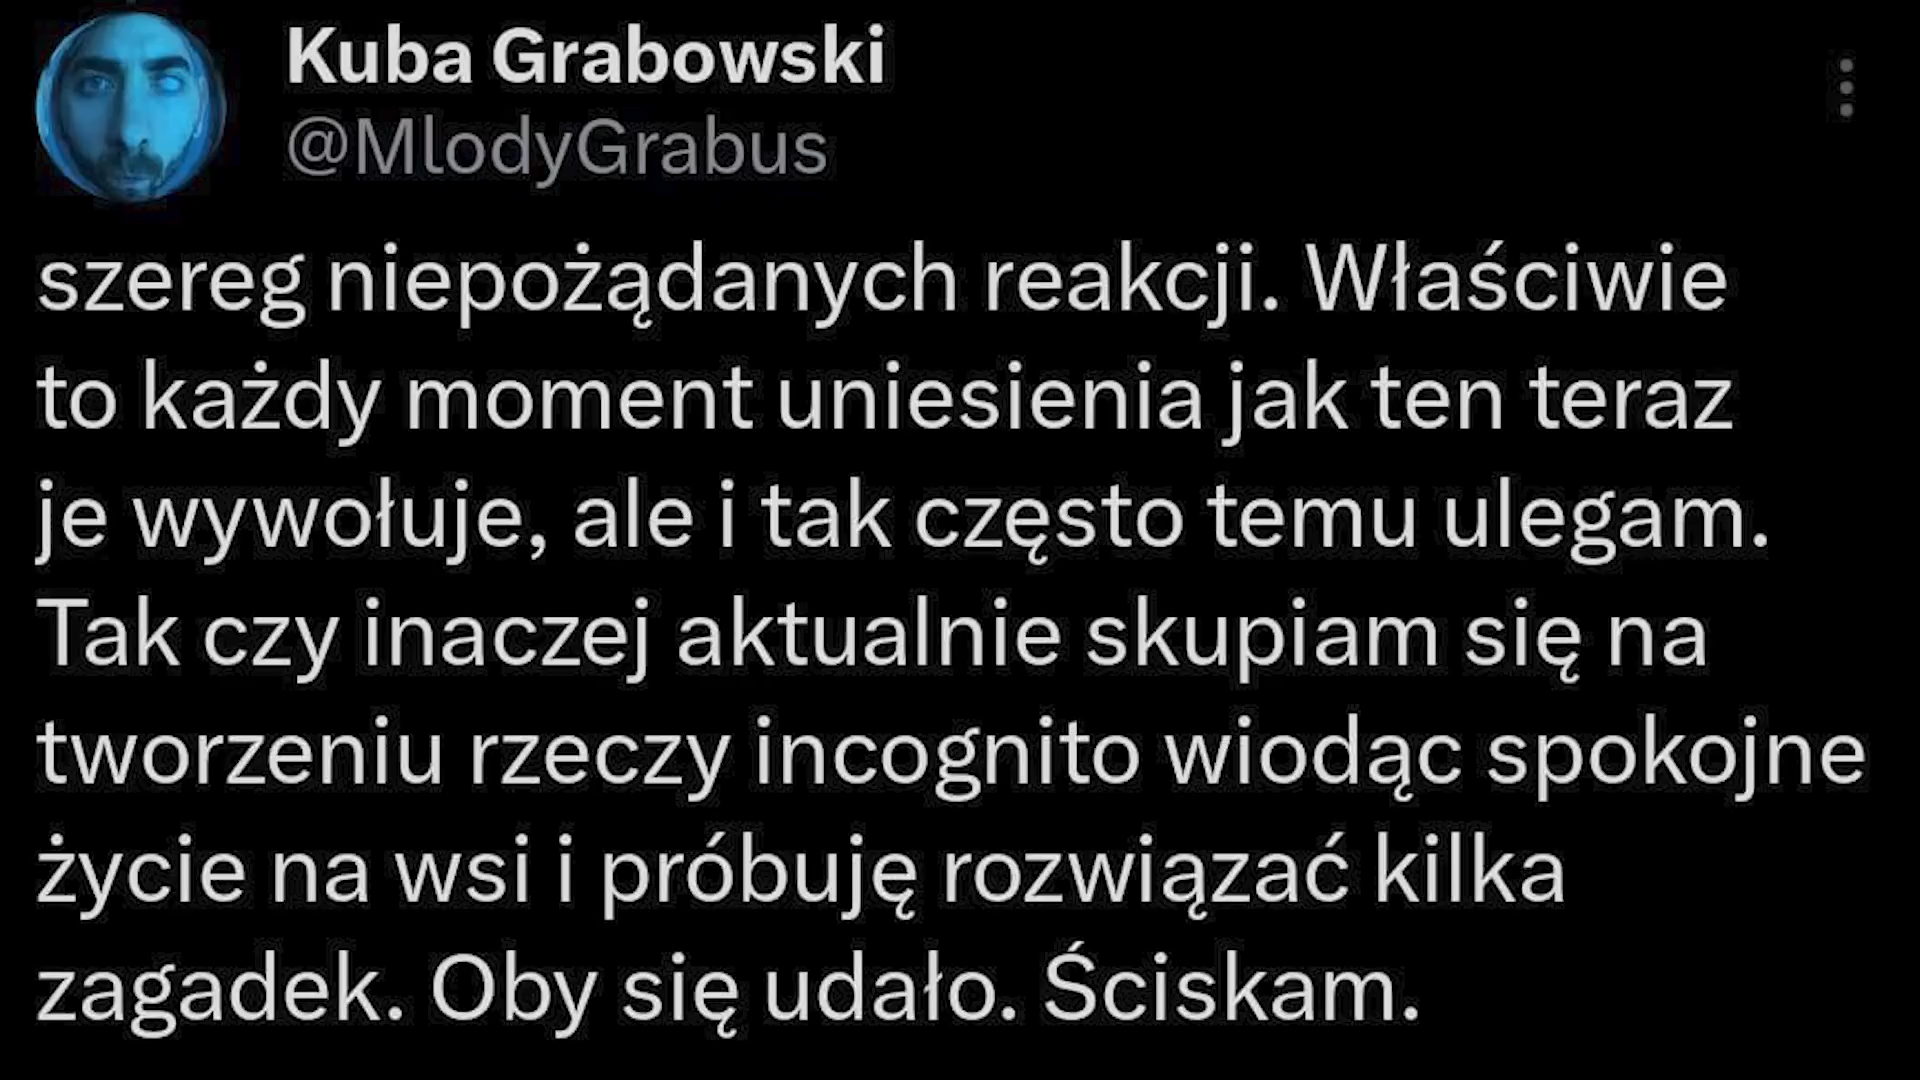 Kuba Grabowski
@MlodyGrabus
szereg niepożądanych reakcji. Właściwie
to każdy moment uniesienia jak ten teraz
je wywołuje, ale i tak często temu ulegam.
Tak czy inaczej aktualnie skupiam się na
tworzeniu rzeczy incognito wiodąc spokojne
życie na wsi i próbuję rozwiązać kilka
zagadek. Oby się udało. Ściskam.